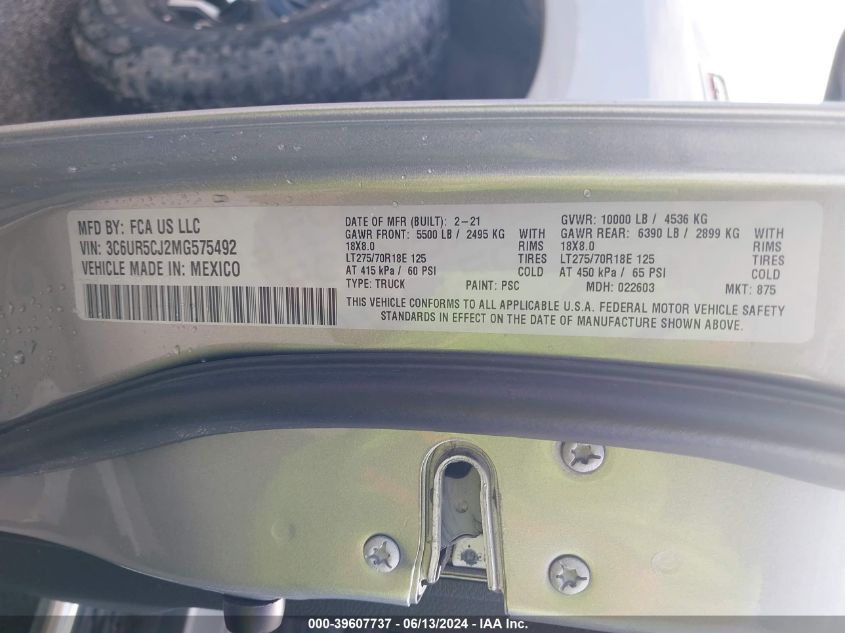 MFD BY: FCA US LLC
VIN: 3C6UR5CJ2MG575492
VEHICLE MADE IN: MEXICO
DATE OF MFR (BUILT): 2-21 GVWR: 10000 LB / 4536 KG
GAWR FRONT: 5500 LB / 2495 KG WITH GAWR REAR: 6390 LB / 2899 KG WITH
18X8.0 RIMS 18X8.0 RIMS
LT275/70R18E 125 TIRES LT275/70R18E 125 TIRES
AT 415 kPa / 60 PSI COLD AT 450 kPa / 65 PSI COLD
TYPE: TRUCK PAINT: PSC MDH: 022603 MKT: 875
THIS VEHICLE CONFORMS TO ALL APPLICABLE U.S.A. FEDERAL MOTOR VEHICLE SAFETY
STANDARDS IN EFFECT ON THE DATE OF MANUFACTURE SHOWN ABOVE.
000-39607737 - 06/13/2024 - IAA Inc.